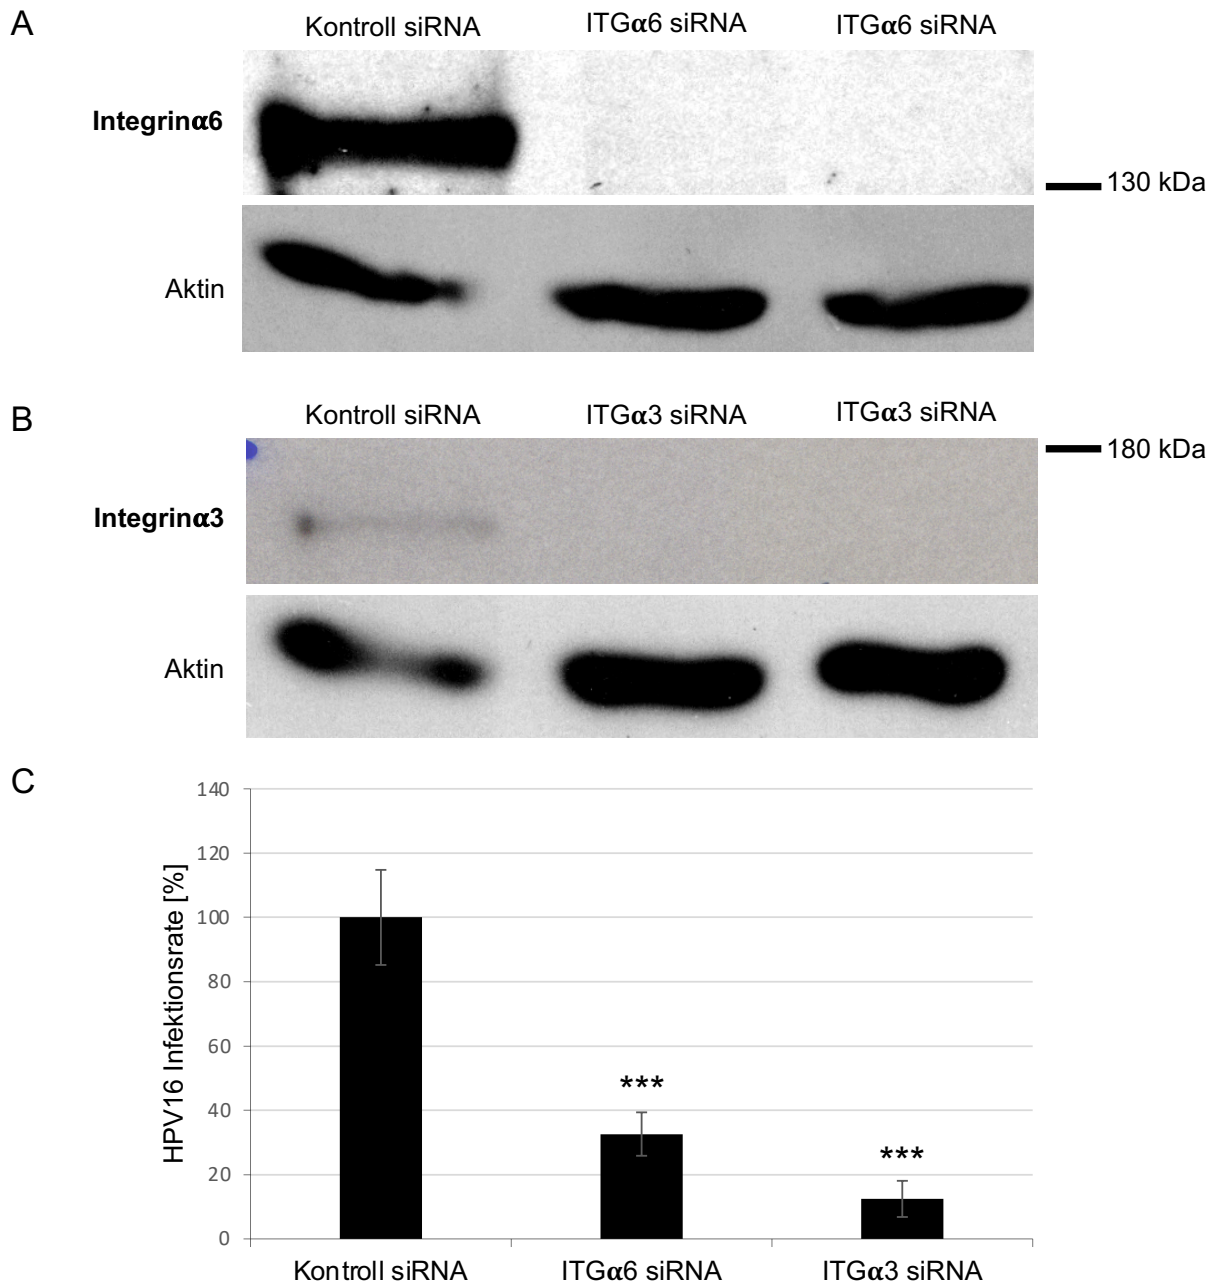 A
Kontroll siRNA ITGα6 siRNA ITGα6 siRNA
Integrinα6
130 kDa
Aktin
B
Kontroll siRNA ITGα3 siRNA ITGα3 siRNA
180 kDa
Integrinα3
Aktin
C
HPV16 Infektionsrate [%]
140
120
100
80
60
40
20
0
***
***
Kontroll siRNA ITGα6 siRNA ITGα3 siRNA